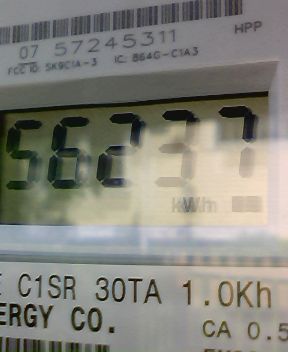 HPP
07 57245311
FCC ID: SK9C1A-3 IC: 864G-C1A3
56237
kWh
C1SR 30TA 1.0Kh
ERGY CO.
CA 0.5